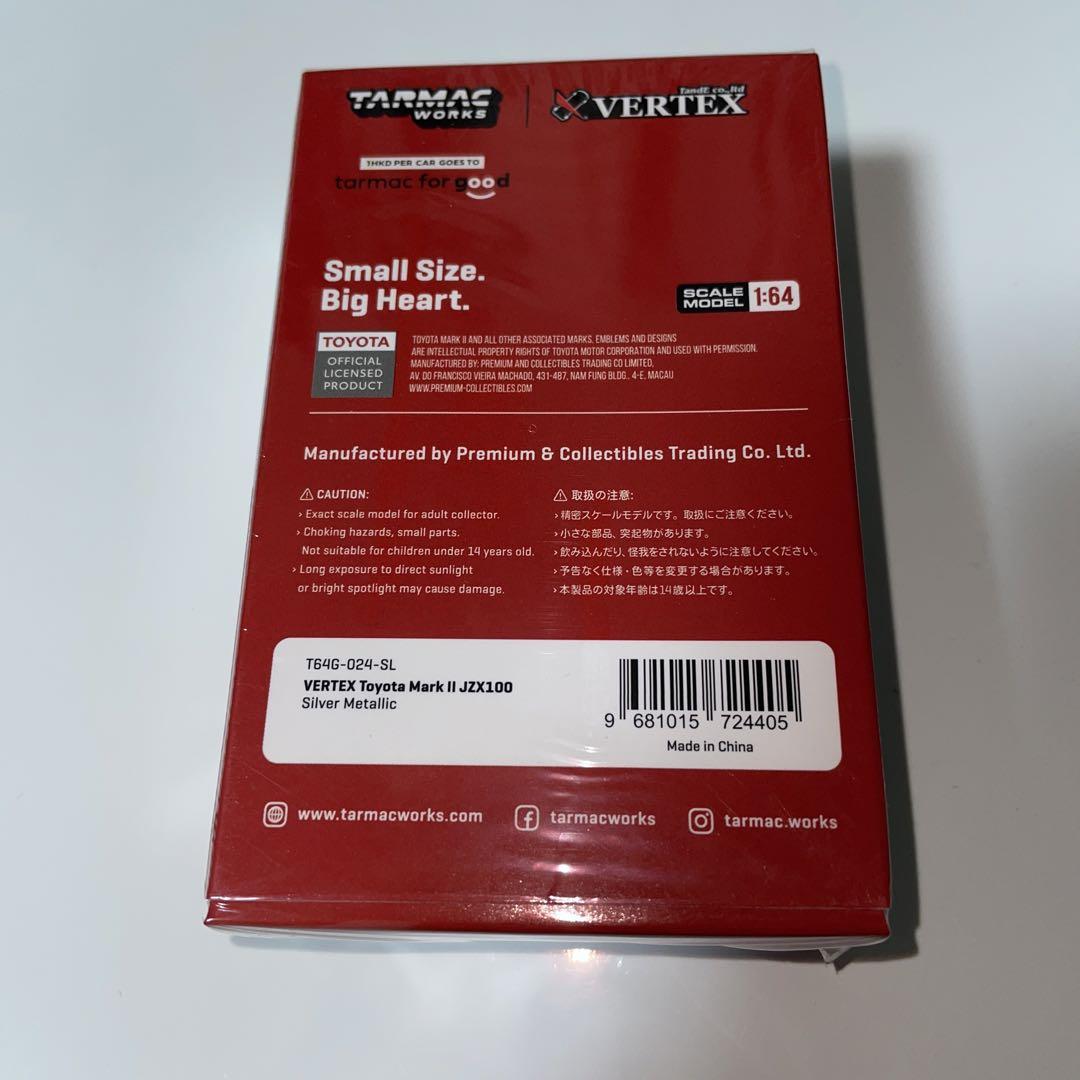 TARMAC WORKS
TandE co.,ltd
VERTEX
1HKD PER CAR GOES TO
tarmac for good
Small Size.
Big Heart.
SCALE MODEL 1:64
TOYOTA
OFFICIAL
LICENSED
PRODUCT
TOYOTA MARK II AND ALL OTHER ASSOCIATED MARKS, EMBLEMS AND DESIGNS
ARE INTELLECTUAL PROPERTY RIGHTS OF TOYOTA MOTOR CORPORATION AND USED WITH PERMISSION.
MANUFACTURED BY: PREMIUM AND COLLECTIBLES TRADING CO LIMITED,
AV. DO FRANCISCO VIEIRA MACHADO, 431-487, NAM FUNG BLDG., 4-E, MACAU
WWW.PREMIUM-COLLECTIBLES.COM
Manufactured by Premium & Collectibles Trading Co. Ltd.
CAUTION:
› Exact scale model for adult collector.
› Choking hazards, small parts.
Not suitable for children under 14 years old.
› Long exposure to direct sunlight
or bright spotlight may cause damage.
取扱の注意:
›精密スケールモデルです。取扱にご注意ください。
›小さな部品、突起物があります。
›飲み込んだり、怪我をされないように注意してください。
›予告なく仕様・色等を変更する場合があります。
›本製品の対象年齢は14歳以上です。
T64G-024-SL
VERTEX Toyota Mark II JZX100
Silver Metallic
9 681015 724405
Made in China
www.tarmacworks.com
tarmacworks
tarmac.works